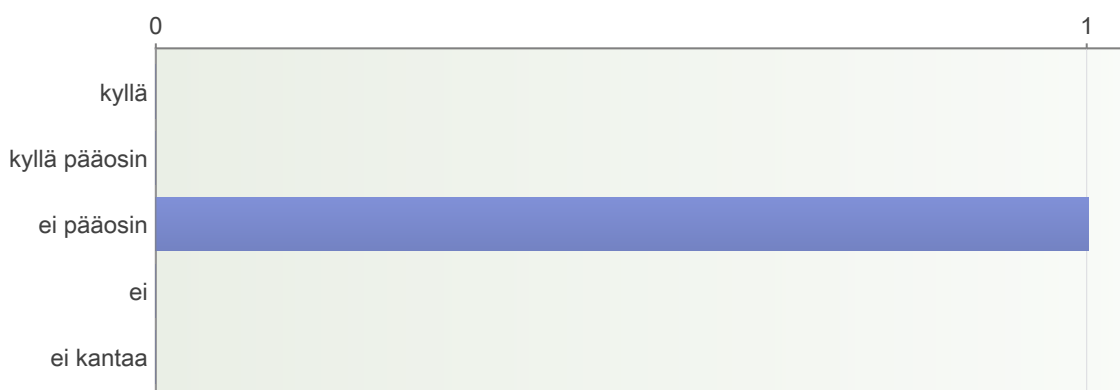 0 1
kyllä
kyllä pääosin
ei pääosin
ei
ei kantaa